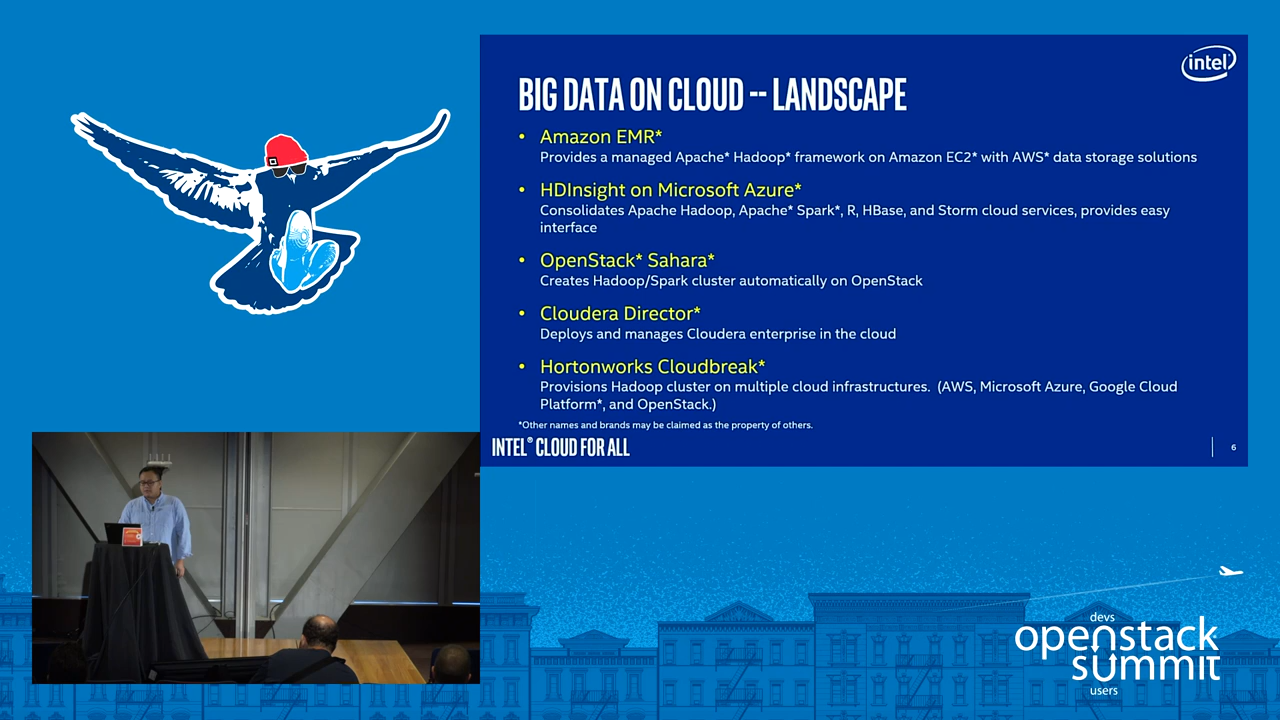 intel
BIG DATA ON CLOUD -- LANDSCAPE
• Amazon EMR*
Provides a managed Apache* Hadoop* framework on Amazon EC2* with AWS* data storage solutions
• HDInsight on Microsoft Azure*
Consolidates Apache Hadoop, Apache* Spark*, R, HBase, and Storm cloud services, provides easy
interface
• OpenStack* Sahara*
Creates Hadoop/Spark cluster automatically on OpenStack
• Cloudera Director*
Deploys and manages Cloudera enterprise in the cloud
• Hortonworks Cloudbreak*
Provisions Hadoop cluster on multiple cloud infrastructures. (AWS, Microsoft Azure, Google Cloud
Platform*, and OpenStack.)
*Other names and brands may be claimed as the property of others.
INTEL® CLOUD FOR ALL
6
devs
openstack
summit
users